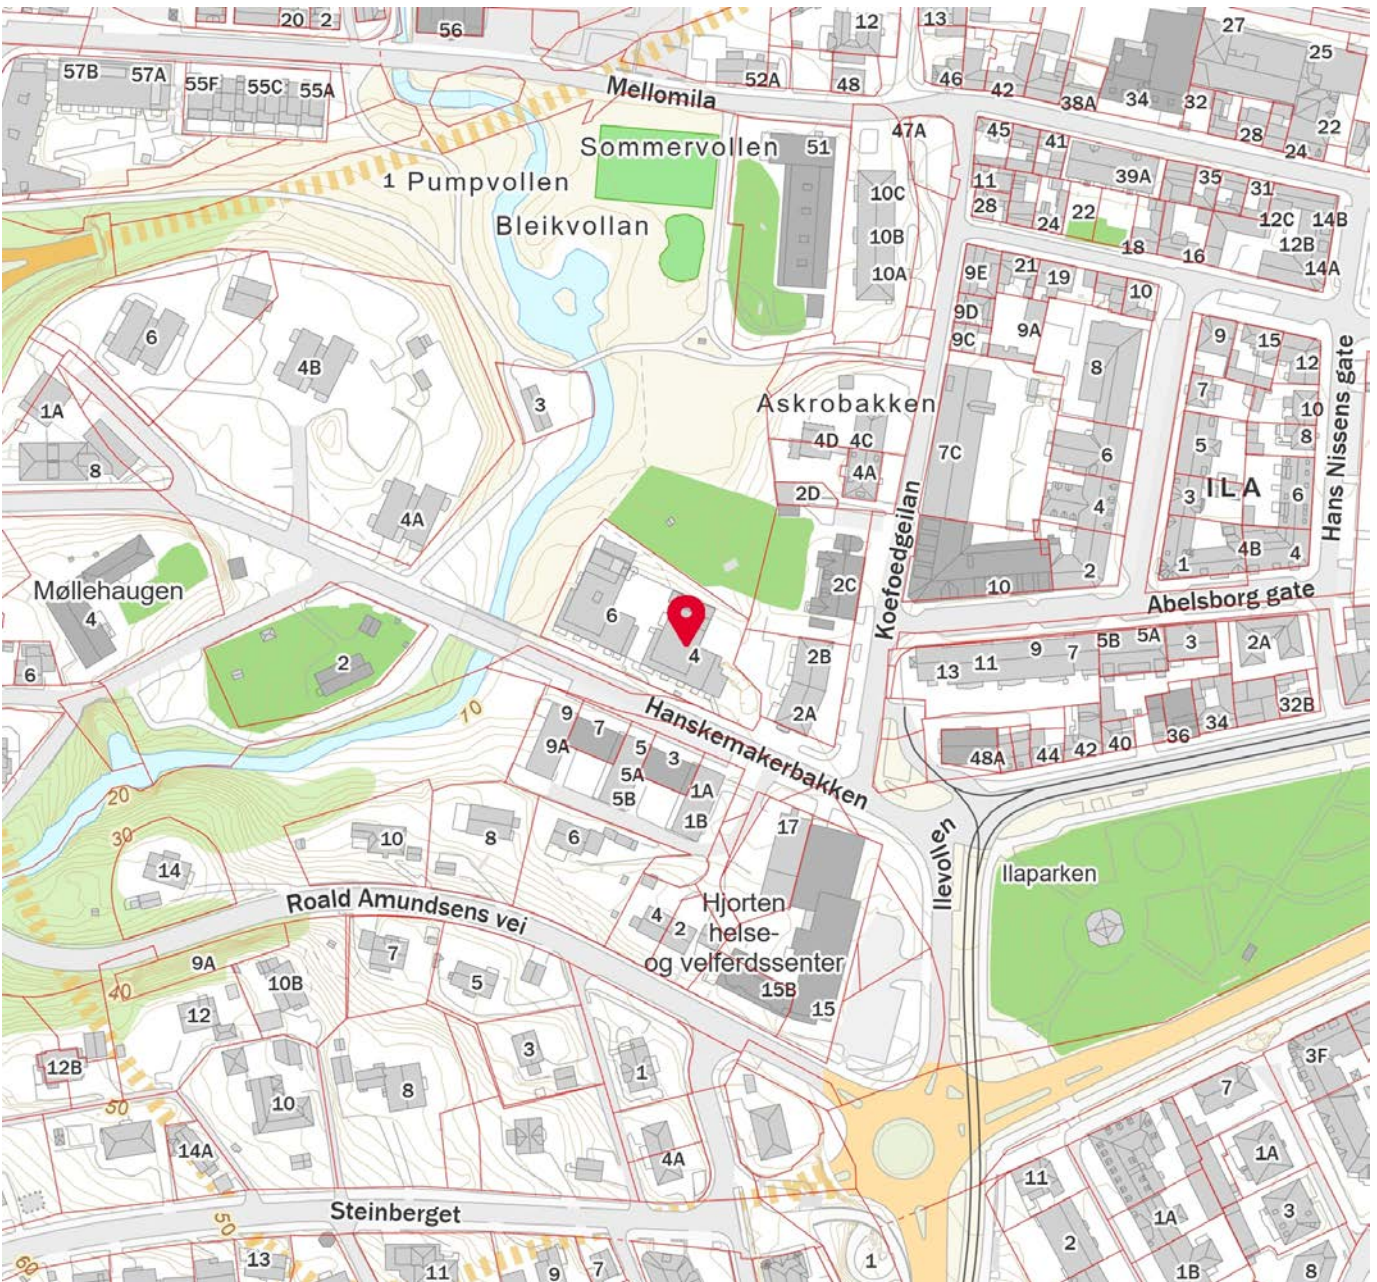 20 2
56
12
13
27
25
57B 57A
55F 55C 55A
52A
48
46
42
38A
34
32
28
22
24
Mellomila
47A
45
41
39A
35
31
Sommervollen
51
1 Pumpvollen
Bleikvollan
10C
10B
10A
11
28
24
22
18
16
12C
14B
12B
14A
9E
21
19
10
9D
9C
9A
8
9
15
12
7
10
8
5
6
3
ILA
4B
4
1
Hans Nissens gate
6
4B
3
Askrobakken
4D 4C
4A
2D
7C
6
4
2
10
Koefoedgeilan
1A
8
4A
Møllehaugen
4
6
2
6
4
2C
2B
2A
Abelsborg gate
13 11 9 7 5B 5A 3 2A
32B
34
36
40
42
44
48A
Hanskemakerbakken
70
9
7
9A
5
3
5A
5B
1A
1B
20
30
10
8
6
14
17
Ilevollen
Ilaparken
Roald Amundsens vei
4
2
Hjorten
helse-
og velferdssenter
15B
15
9A
40
10B
7
5
12
3
1
12B
10
8
50
14A
4A
Steinberget
50
60
13
11
9
7
1
3F
7
1A
11
3
2
1A
1B
8